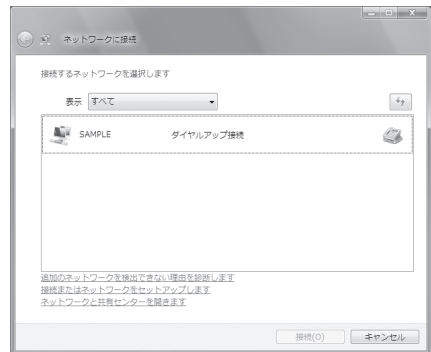 ネットワークに接続
接続するネットワークを選択します
表示 すべて
SAMPLE ダイヤルアップ接続
追加のネットワークを検出できない理由を診断します
接続またはネットワークをセットアップします
ネットワークと共有センターを開きます
接続(O) キャンセル